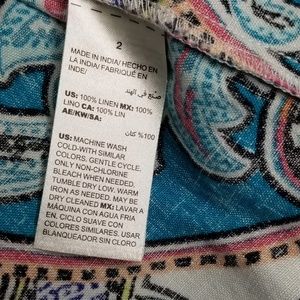 2
MADE IN INDIA/ HECHO EN
LA INDIA/ FABRIQUÉ EN
INDE/
صنع في الهند
US: 100% LINEN MX: 100%
LINO CA: 100% LIN
AE/KW/SA:
100% كتان
US: MACHINE WASH
COLD-WITH SIMILAR
COLORS. GENTLE CYCLE.
ONLY NON-CHLORINE
BLEACH WHEN NEEDED.
TUMBLE DRY LOW. WARM
IRON AS NEEDED. MAY BE
DRY CLEANED MX: LAVAR A
MÁQUINA CON AGUA FRIA
EN. CICLO SUAVE CON
COLORES SIMILARES. USAR
BLANQUEADOR SIN CLORO